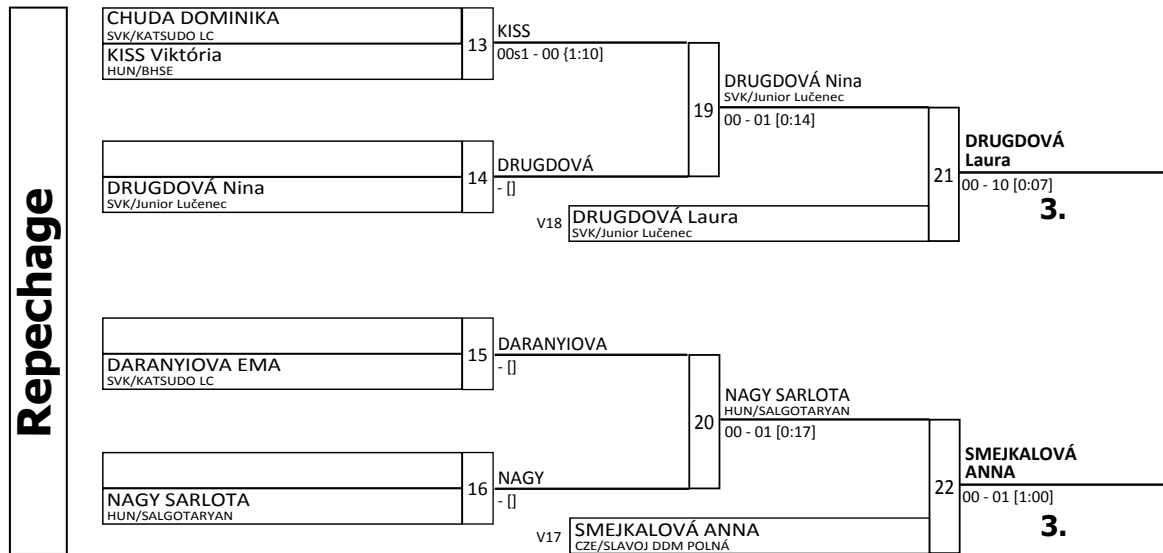 Repechage
CHUDA DOMINIKA
SVK/KATSUDO LC
KISS Viktória
HUN/BHSE
13
KISS
00s1 - 00 {1:10]
DRUGDOVÁ Nina
SVK/Junior Lučenec
14
DRUGDOVÁ
- []
19
DRUGDOVÁ Nina
SVK/Junior Lučenec
00 - 01 [0:14]
V18
DRUGDOVÁ Laura
SVK/Junior Lučenec
21
DRUGDOVÁ
Laura
00 - 10 [0:07]
3.
DARANYIOVA EMA
SVK/KATSUDO LC
15
DARANYIOVA
- []
NAGY SARLOTA
HUN/SALGOTARYAN
16
NAGY
- []
20
NAGY SARLOTA
HUN/SALGOTARYAN
00 - 01 [0:17]
V17
SMEJKALOVÁ ANNA
CZE/SLAVOJ DDM POLNÁ
22
SMEJKALOVÁ
ANNA
00 - 01 [1:00]
3.